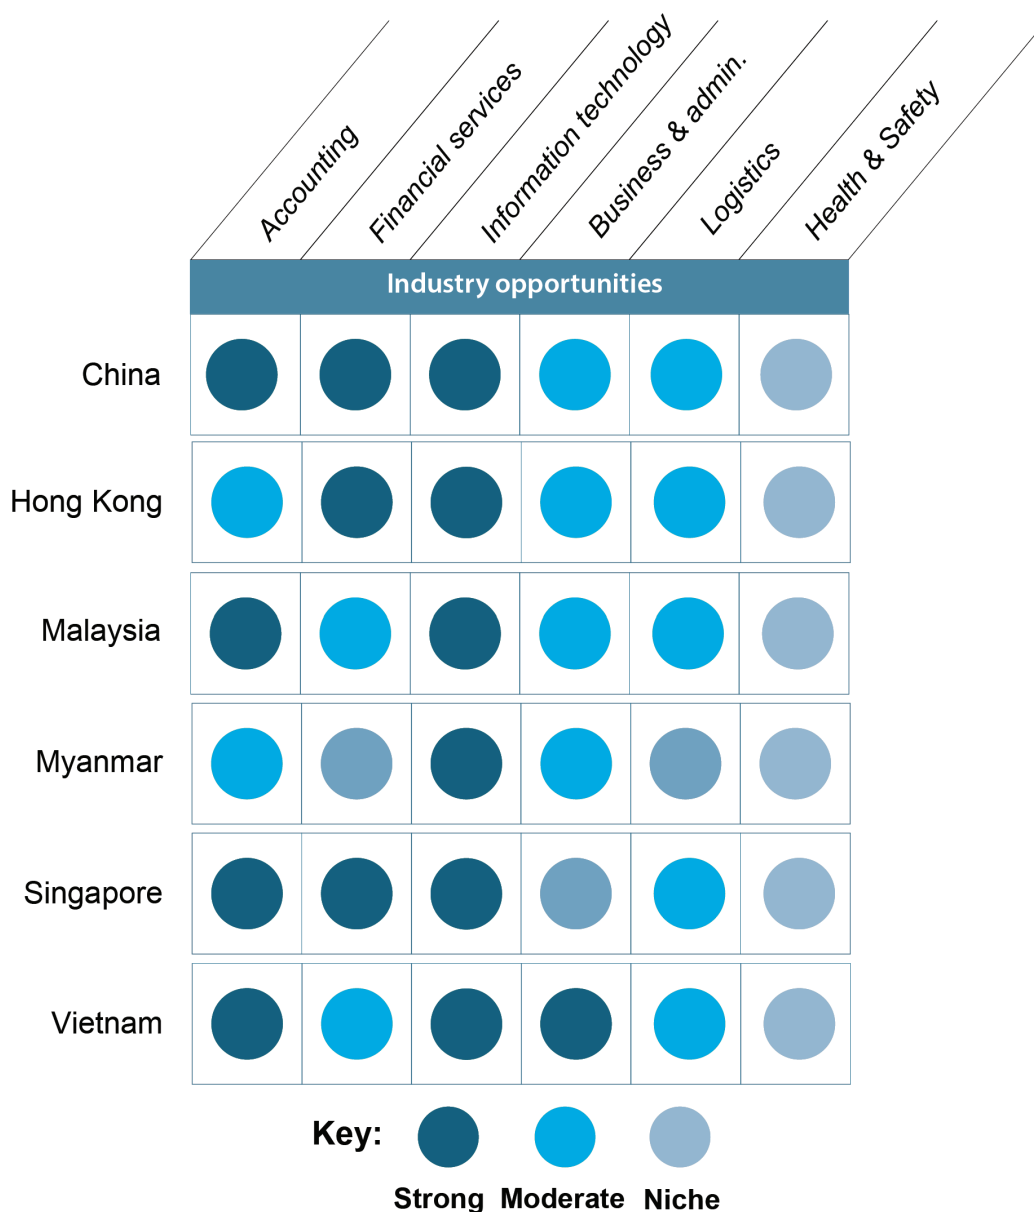 Accounting
Financial services
Information technology
Business & admin.
Logistics
Health & Safety
Industry opportunities
China
Hong Kong
Malaysia
Myanmar
Singapore
Vietnam
Key:
Strong Moderate Niche